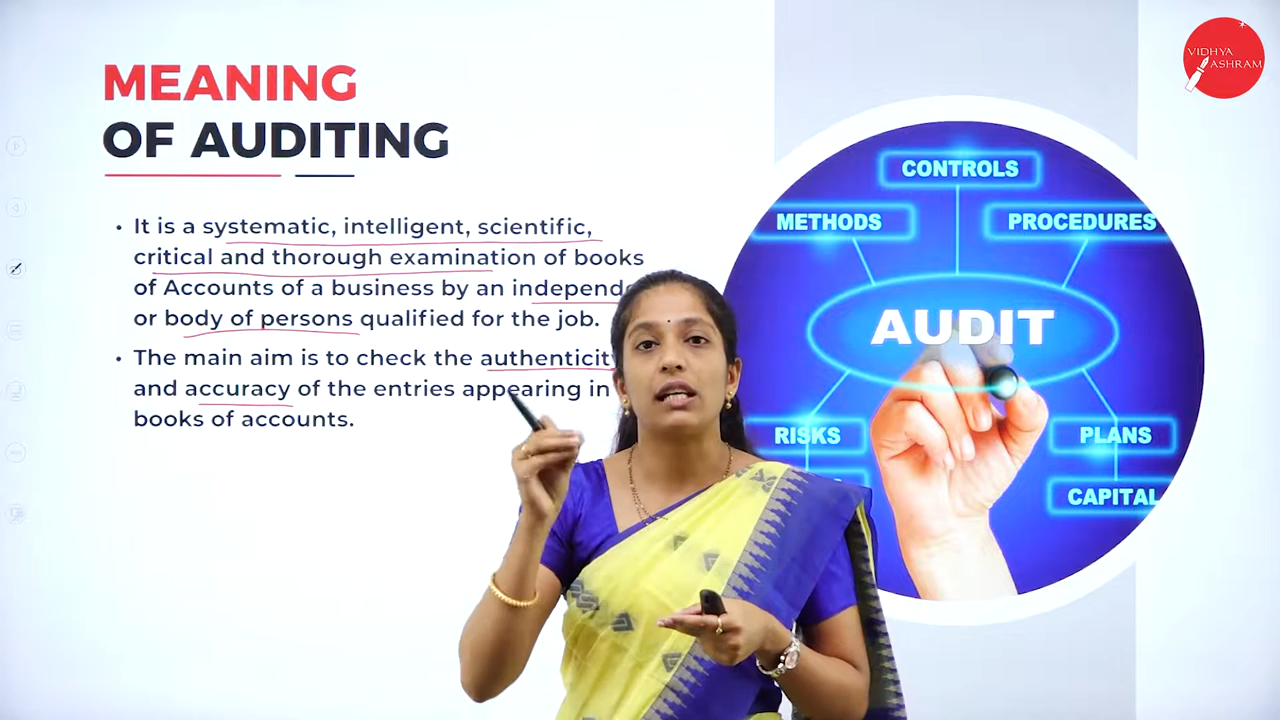 VIDHYA
ASHRAM
MEANING
OF AUDITING
• It is a systematic, intelligent, scientific,
critical and thorough examination of books
of Accounts of a business by an
or body of persons qualified for the job.
• The main aim is to check the authenticity
and accuracy of the entries appearing in
books of accounts.
CONTROLS
METHODS
PROCEDURES
AUDIT
RISKS
PLANS
CAPITAL